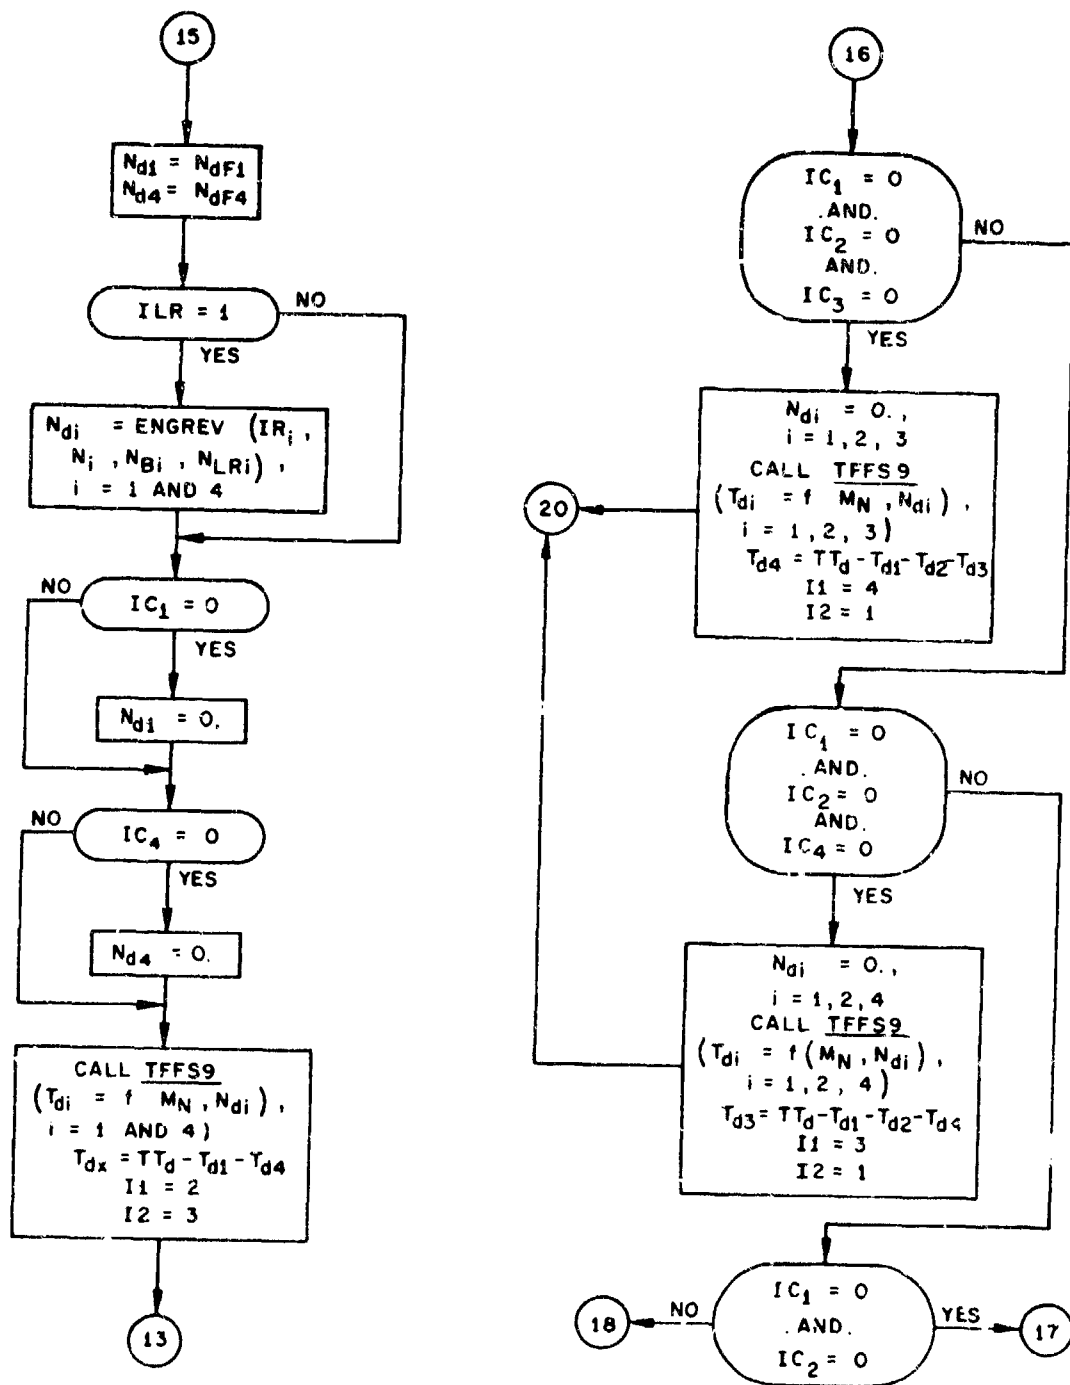 15
N_d1 = N_dF1
N_d4 = N_dF4
ILR = 1
NO
YES
N_di = ENGREV (IR_i ,
N_i , N_Bi , N_LRi) ,
i = 1 AND 4
NO
IC_1 = 0
YES
N_d1 = 0.
NO
IC_4 = 0
YES
N_d4 = 0.
CALL TFFS9
(T_di = f M_N , N_di) ,
i = 1 AND 4)
T_dx = TT_d - T_d1 - T_d4
I1 = 2
I2 = 3
13
16
IC_1 = 0
.AND.
IC_2 = 0
AND.
IC_3 = 0
NO
YES
N_di = 0. ,
i = 1, 2, 3
CALL TFFS9
(T_di = f M_N , N_di) ,
i = 1, 2, 3)
T_d4 = TT_d - T_d1 - T_d2 - T_d3
I1 = 4
I2 = 1
20
IC_1 = 0
.AND.
IC_2 = 0
AND.
IC_4 = 0
NO
YES
N_di = 0. ,
i = 1, 2, 4
CALL TFFS9
(T_di = f (M_N , N_di) ,
i = 1, 2, 4)
T_d3 = TT_d - T_d1 - T_d2 - T_d4
I1 = 3
I2 = 1
IC_1 = 0
.AND.
IC_2 = 0
NO
18
YES
17